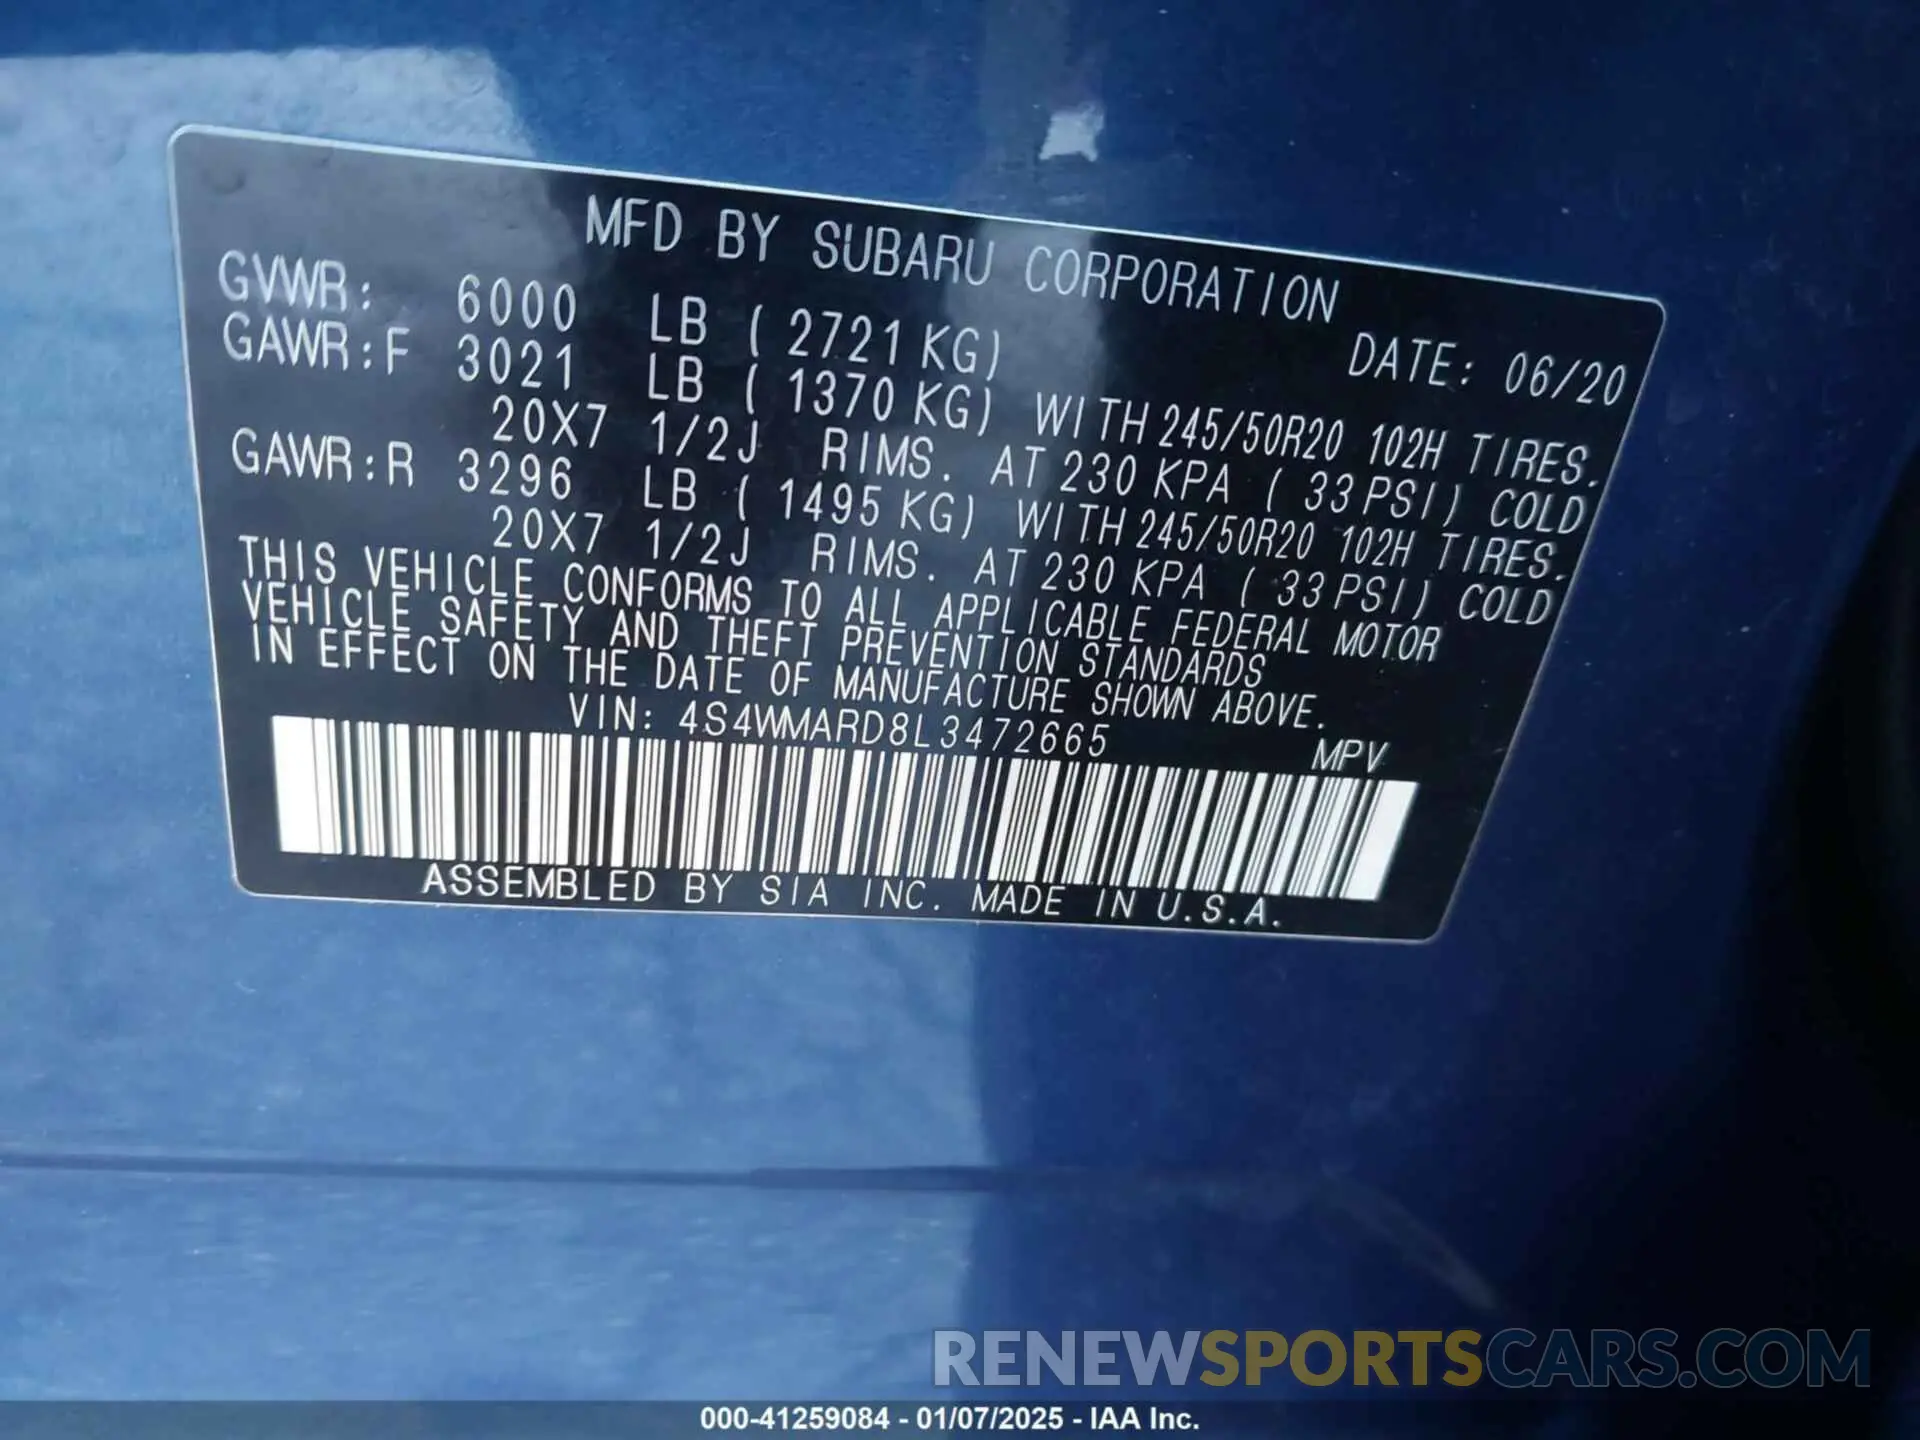 MFD BY SUBARU CORPORATION
GVWR: 6000 LB ( 2721 KG) DATE: 06/20
GAWR:F 3021 LB ( 1370 KG) WITH 245/50R20 102H TIRES.
20X7 1/2J RIMS. AT 230 KPA ( 33 PSI) COLD
GAWR:R 3296 LB ( 1495 KG) WITH 245/50R20 102H TIRES.
20X7 1/2J RIMS. AT 230 KPA ( 33 PSI) COLD
THIS VEHICLE CONFORMS TO ALL APPLICABLE FEDERAL MOTOR
VEHICLE SAFETY AND THEFT PREVENTION STANDARDS
IN EFFECT ON THE DATE OF MANUFACTURE SHOWN ABOVE.
VIN: 4S4WMARD8L3472665 MPV
ASSEMBLED BY SIA INC. MADE IN U.S.A.
RENEWSPORTSCARS.COM
000-41259084 - 01/07/2025 - IAA Inc.